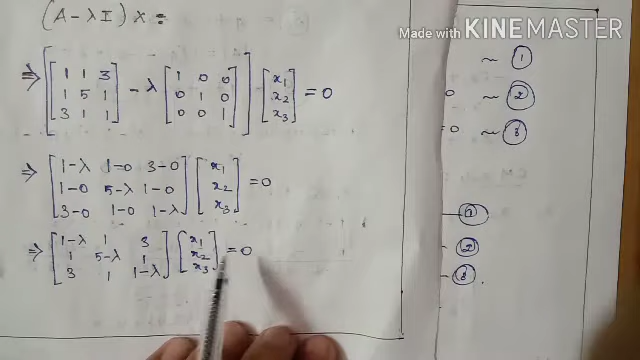 Made with KINEMASTER
(A - λI) X =
⇒ [[1 1 3] [1 5 1] [3 1 1]] - λ [[1 0 0] [0 1 0] [0 0 1]] [x₁ x₂ x₃] = 0
⇒ [[1-λ 1-0 3-0] [1-0 5-λ 1-0] [3-0 1-0 1-λ]] [x₁ x₂ x₃] = 0
⇒ [[1-λ 1 3] [1 5-λ 1] [3 1 1-λ]] [x₁ x₂ x₃] = 0
~ ①
0 ~ ②
= 0 ~ ③
②
③